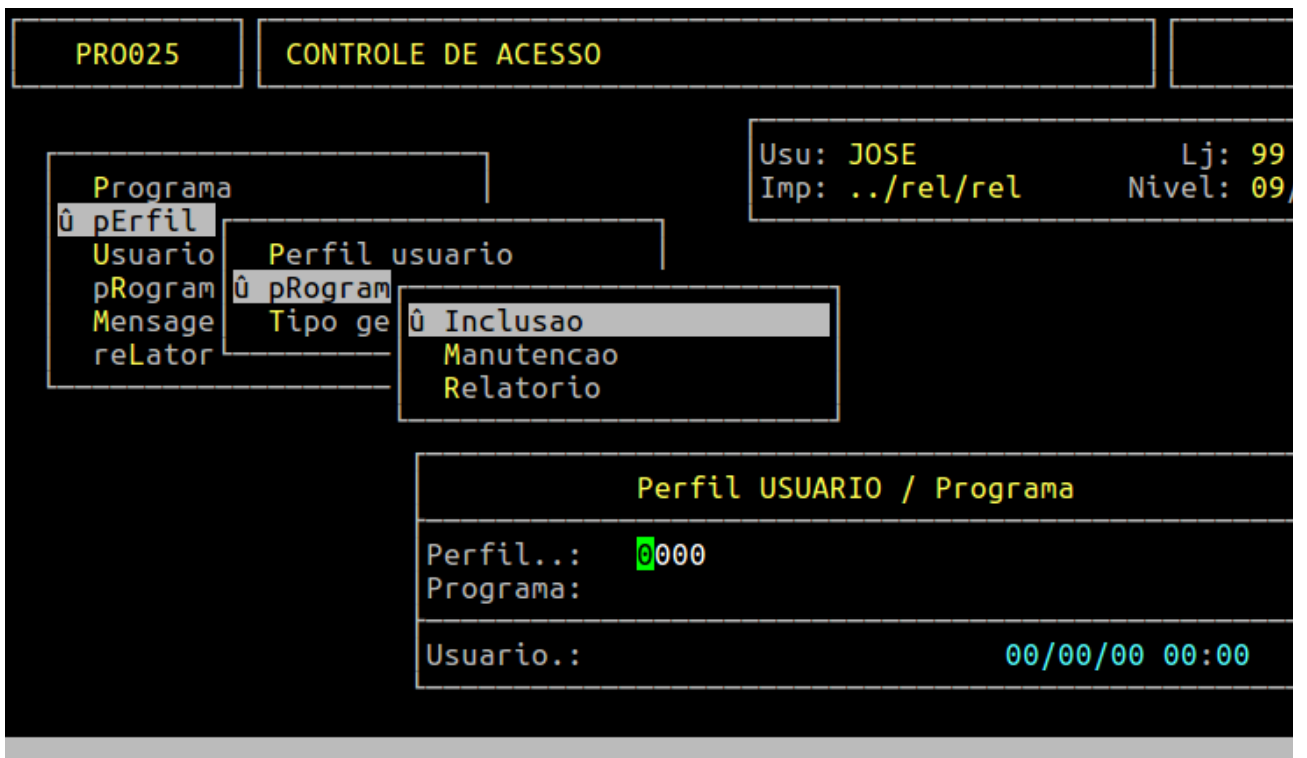 PRO025 CONTROLE DE ACESSO
Usu: JOSE Lj: 99
Imp: ../rel/rel Nivel: 09/
Programa
û pErfil
Usuario Perfil usuario
pRogram û pRogram
Mensage Tipo ge û Inclusao
reLator Manutencao
Relatorio
Perfil USUARIO / Programa
Perfil..: 0000
Programa:
Usuario.: 00/00/00 00:00